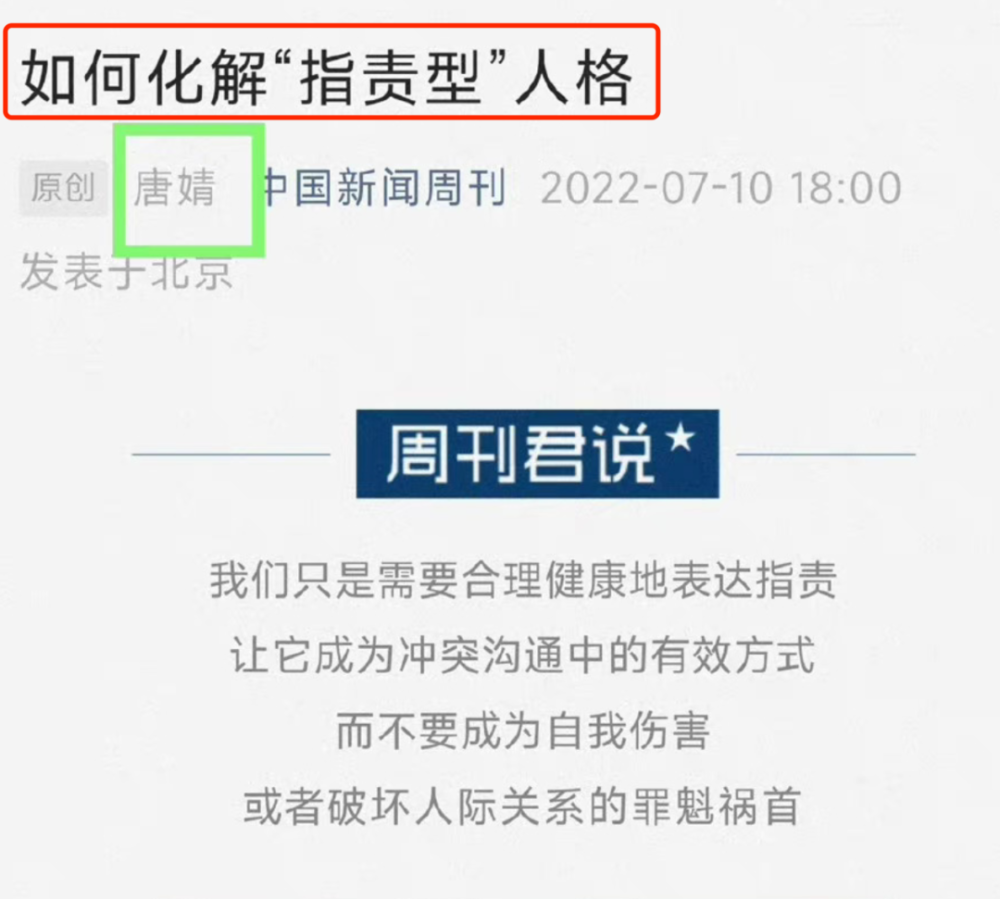 如何化解“指责型”人格
原创 唐婧 中国新闻周刊 2022-07-10 18:00
发表于北京
周刊君说★
我们只是需要合理健康地表达指责
让它成为冲突沟通中的有效方式
而不要成为自我伤害
或者破坏人际关系的罪魁祸首